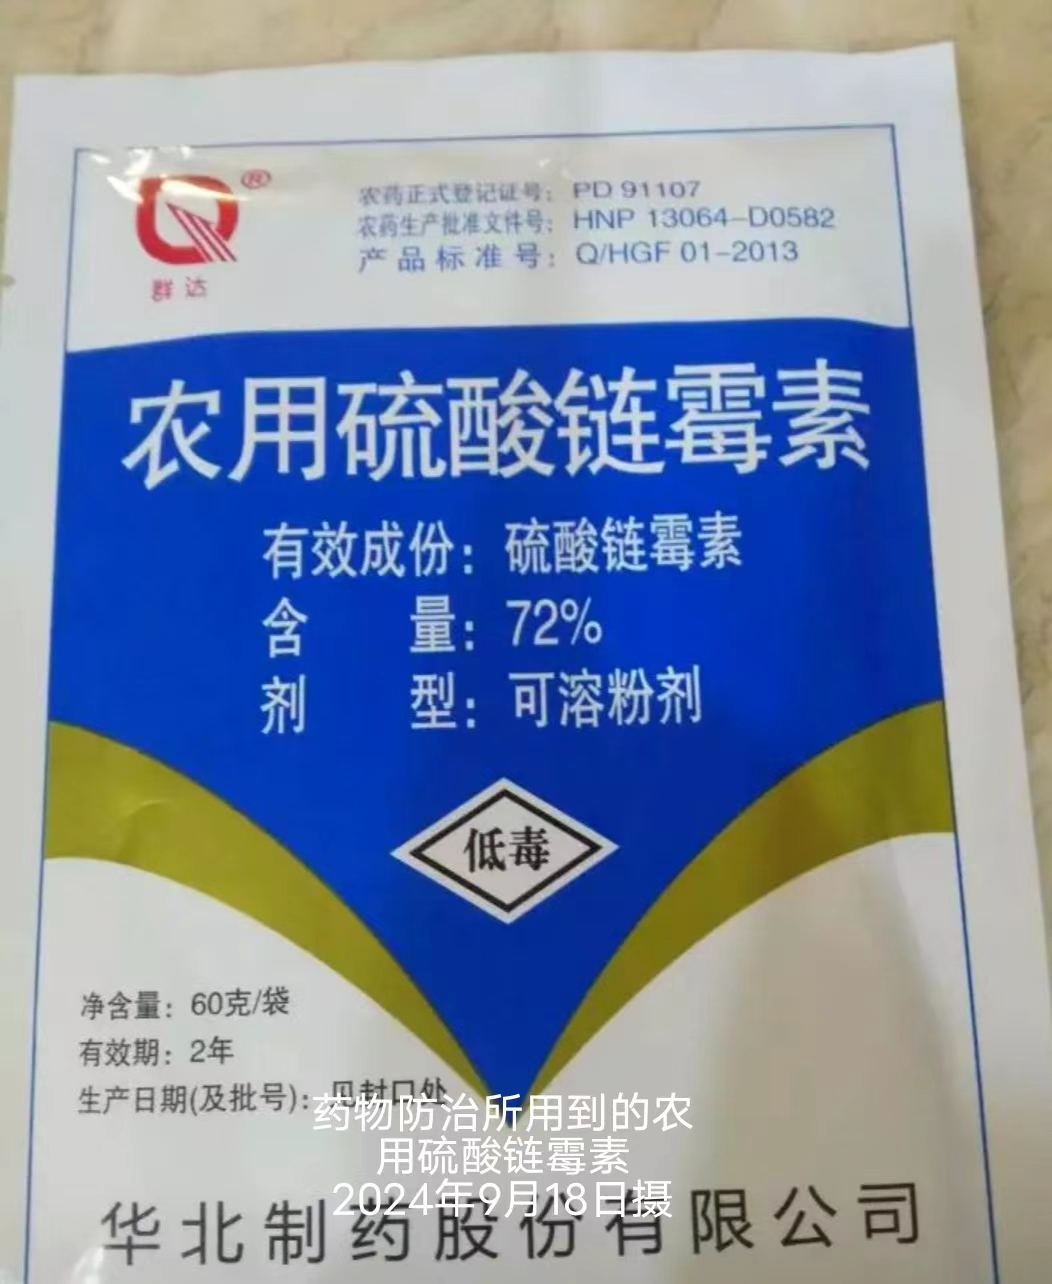 ®
群达
农药正式登记证号：PD 91107
农药生产批准文件号：HNP 13064-D0582
产品标准号：Q/HGF 01-2013
农用硫酸链霉素
有效成份：硫酸链霉素
含量：72%
剂型：可溶粉剂
低毒
净含量：60克/袋
有效期：2年
生产日期(及批号)：见封口处
药物防治所用到的农
用硫酸链霉素
2024年9月18日摄
华北制药股份有限公司